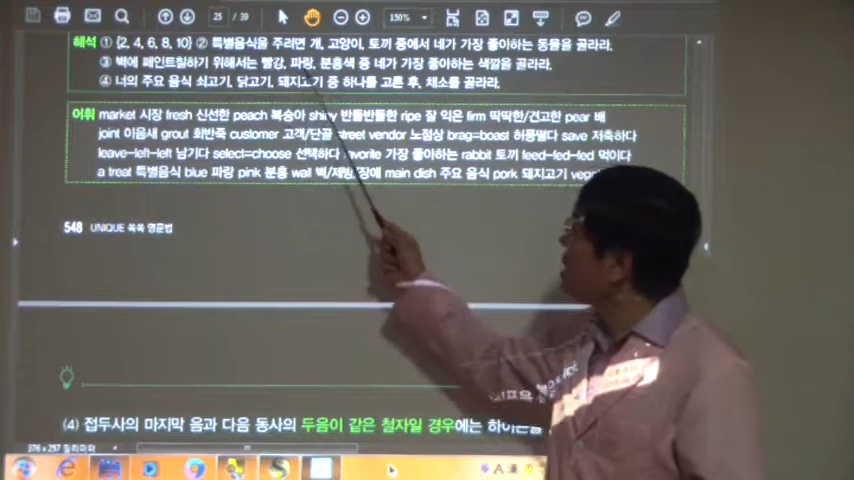 25 / 39
150%
해석 ① {2, 4, 6, 8, 10} ② 특별음식을 주려면 개, 고양이, 토끼 중에서 네가 가장 좋아하는 동물을 골라라.
③ 벽에 페인트칠하기 위해서는 빨강, 파랑, 분홍색 중 네가 가장 좋아하는 색깔을 골라라.
④ 너의 주요 음식 쇠고기, 닭고기, 돼지고기 중 하나를 고른 후, 채소를 골라라.
어휘 market 시장 fresh 신선한 peach 복숭아 shiny 반들반들한 ripe 잘 익은 firm 딱딱한/견고한 pear 배
joint 이음새 grout 회반죽 customer 고객/단골 street vendor 노점상 brag=boast 허풍떨다 save 저축하다
leave-left-left 남기다 select=choose 선택하다 favorite 가장 좋아하는 rabbit 토끼 feed-fed-fed 먹이다
a treat 특별음식 blue 파랑 pink 분홍 wall 벽/제방/장애 main dish 주요 음식 pork 돼지고기
548 UNIQUE 쏙쏙 영문법
(4) 접두사의 마지막 음과 다음 동사의 두음이 같은 철자일 경우에는
376 x 257 밀리미터
A 漢